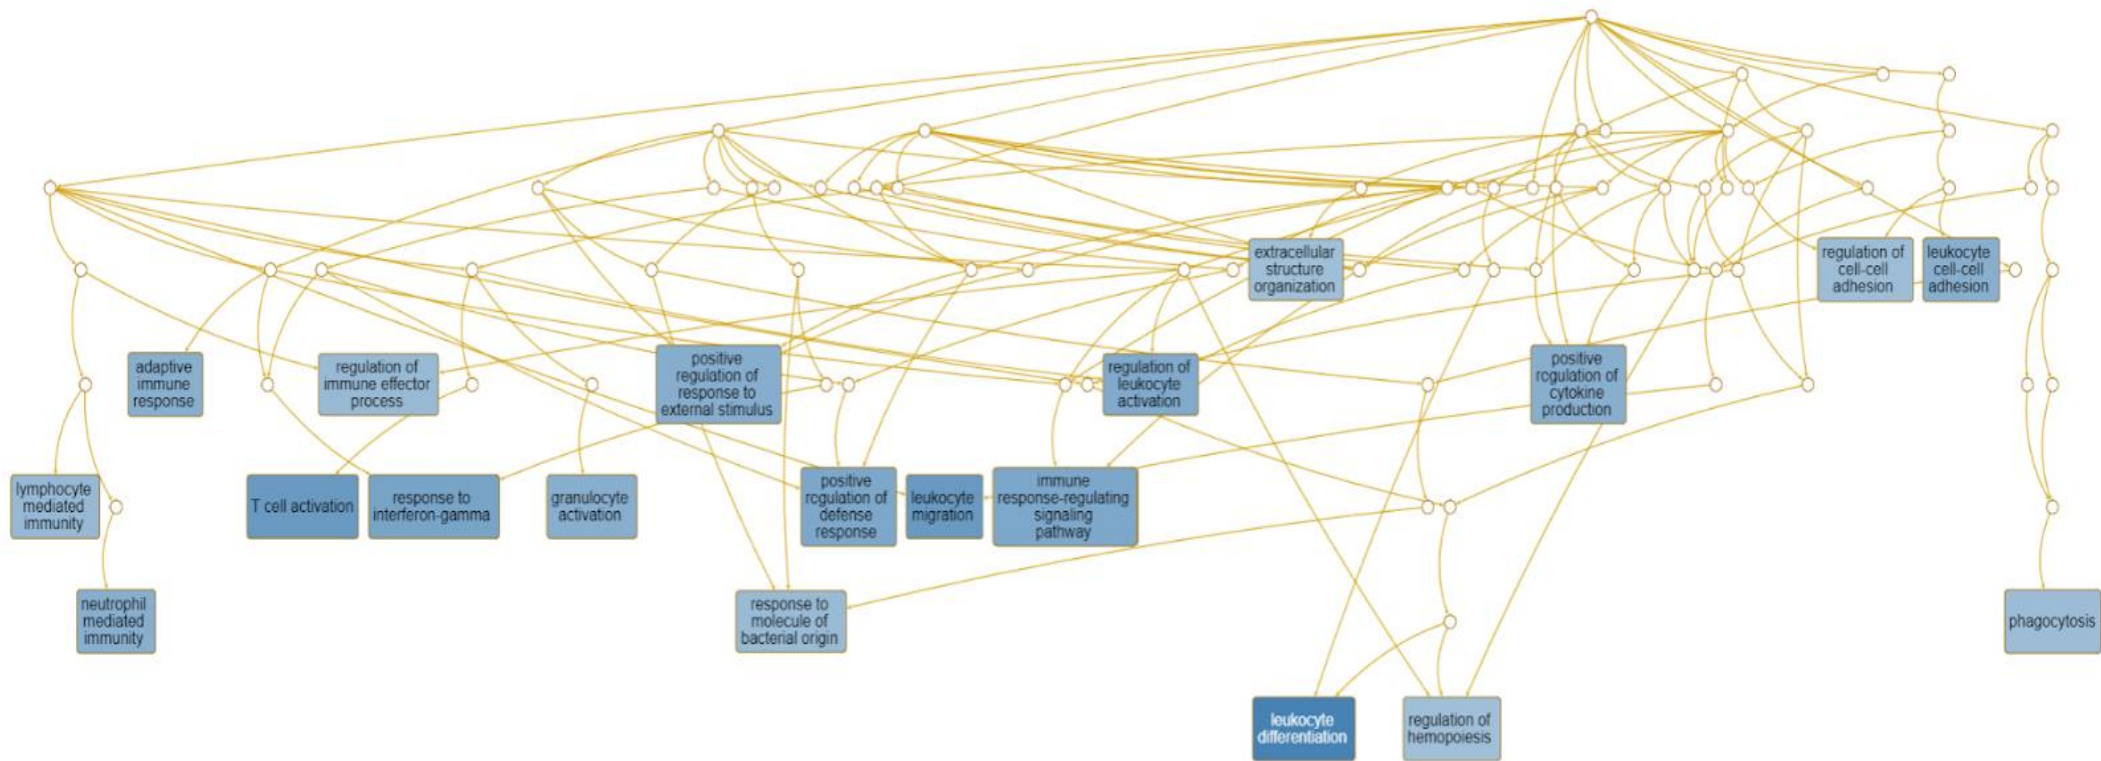 extracellular
structure
organization
regulation of
cell-cell
adhesion
leukocyte
cell-cell
adhesion
adaptive
immune
response
regulation of
immune effector
process
positive
regulation of
response to
external stimulus
regulation of
leukocyte
activation
positive
rcgulation of
cytokine
production
lymphocyte
mediated
immunity
T cell activation
response to
interferon-gamma
granulocyte
activation
positive
rcgulation of
defense
response
leukocyte
migration
immune
response-regulating
signaling
pathway
neutrophil
mediated
immunity
response to
molecule of
bacterial origin
phagocytosis
leukocyte
differentiation
regulation of
hemopoiesis